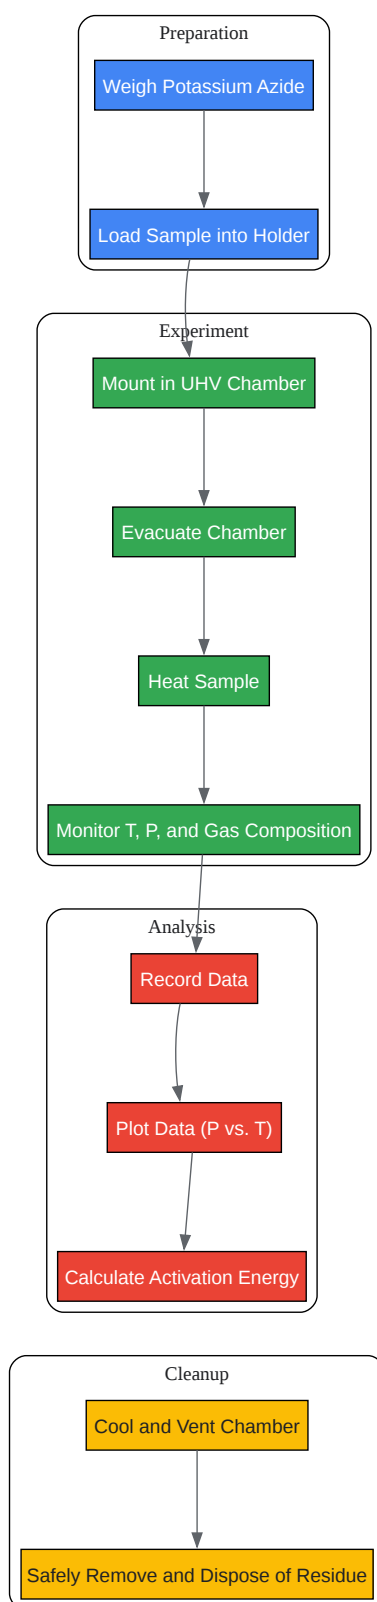 Preparation
Weigh Potassium Azide
Load Sample into Holder
Experiment
Mount in UHV Chamber
Evacuate Chamber
Heat Sample
Monitor T, P, and Gas Composition
Analysis
Record Data
Plot Data (P vs. T)
Calculate Activation Energy
Cleanup
Cool and Vent Chamber
Safely Remove and Dispose of Residue